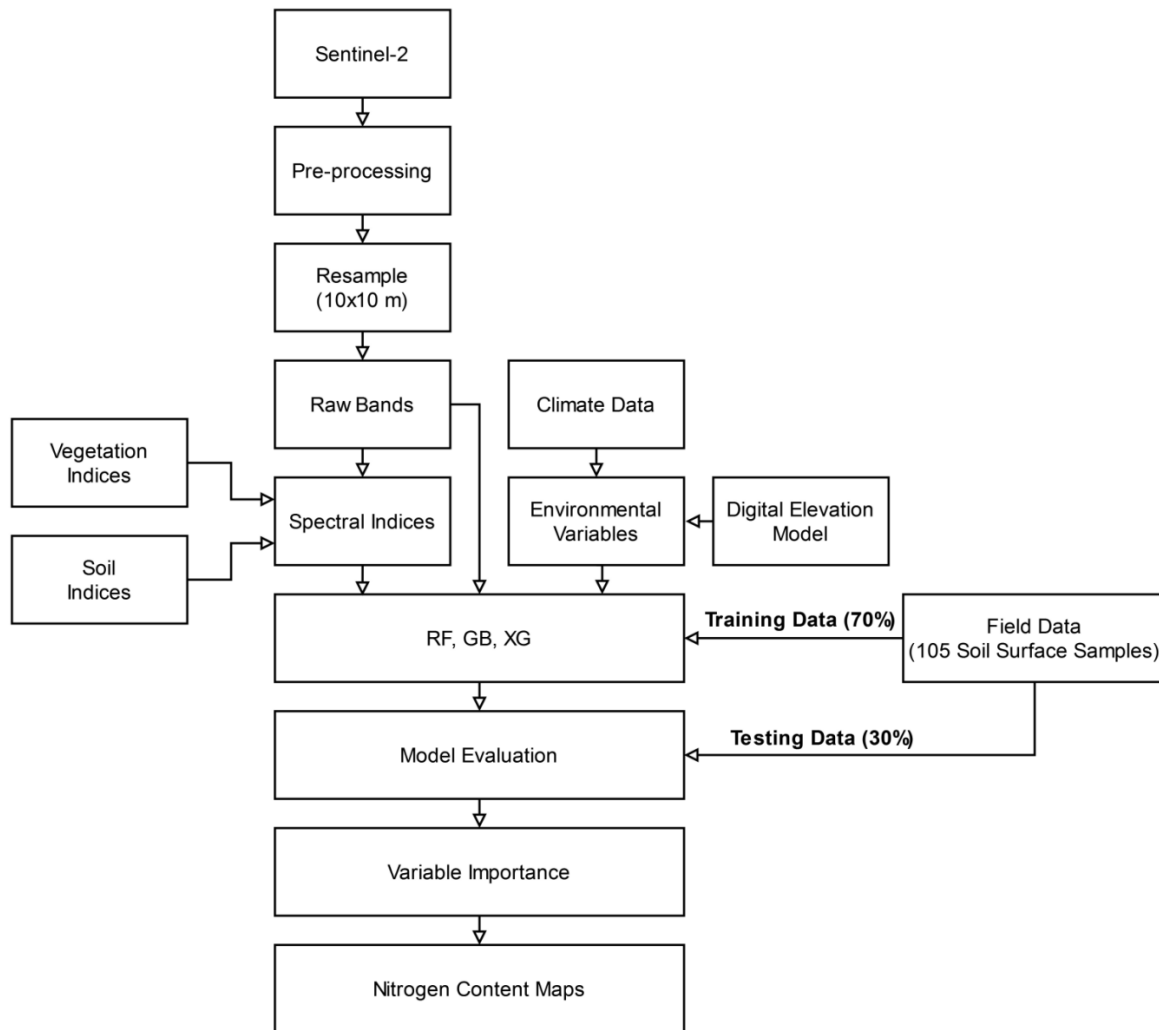 Sentinel-2
Pre-processing
Resample
(10x10 m)
Raw Bands
Climate Data
Vegetation
Indices
Spectral Indices
Environmental
Variables
Digital Elevation
Model
Soil
Indices
RF, GB, XG
Training Data (70%)
Field Data
(105 Soil Surface Samples)
Model Evaluation
Testing Data (30%)
Variable Importance
Nitrogen Content Maps